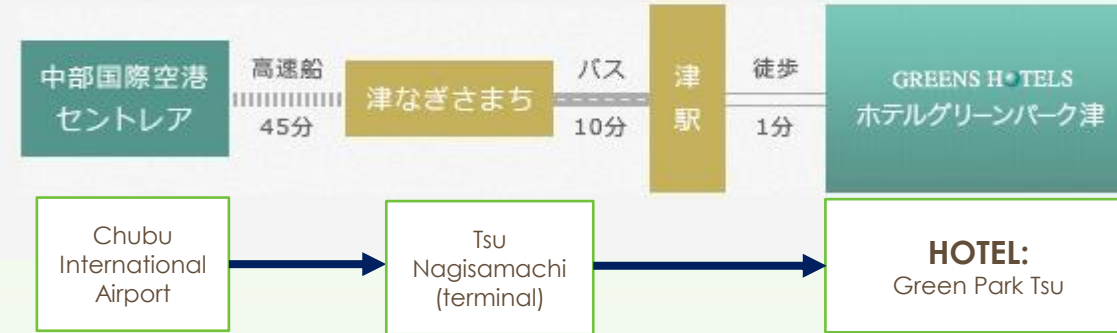 中部国際空港
セントレア
高速船
45分
津なぎさまち
バス
10分
津
駅
徒歩
1分
GREENS HOTELS
ホテルグリーンパーク津
Chubu
International
Airport
Tsu
Nagisamachi
(terminal)
HOTEL:
Green Park Tsu